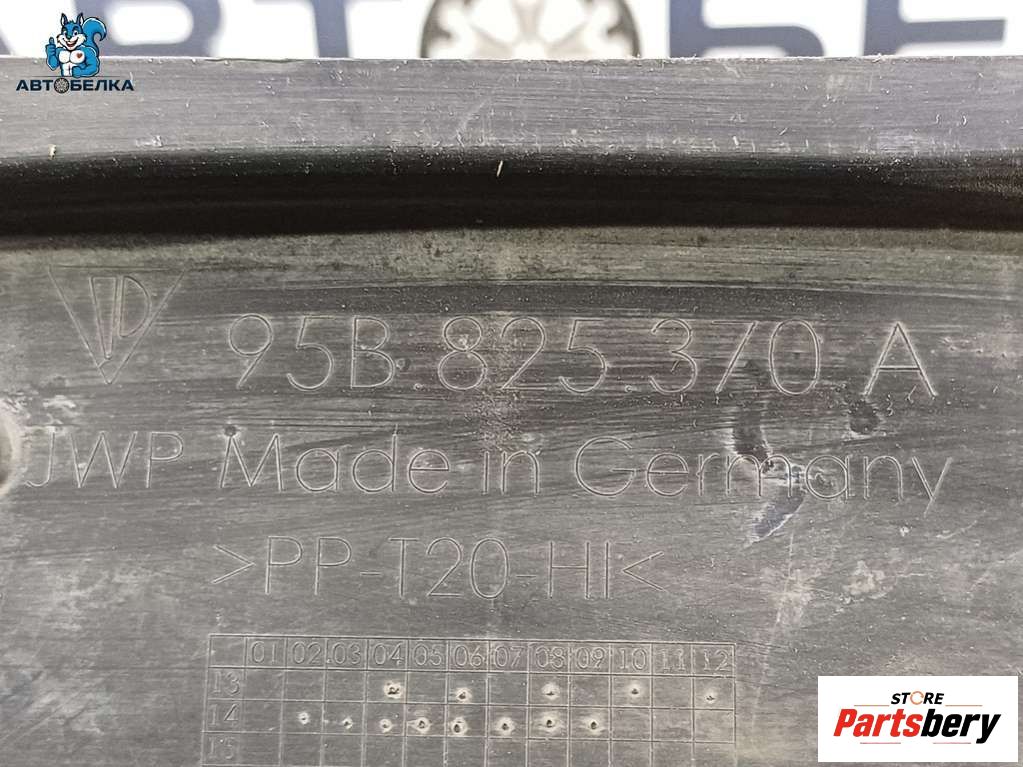 АВТОБЕЛКА
95B.825.370 A
JWP Made in Germany
>PP-T20-HI<
01 02 03 04 05 06 07 08 09 10 11 12
13
14
15
STORE
Partsbery